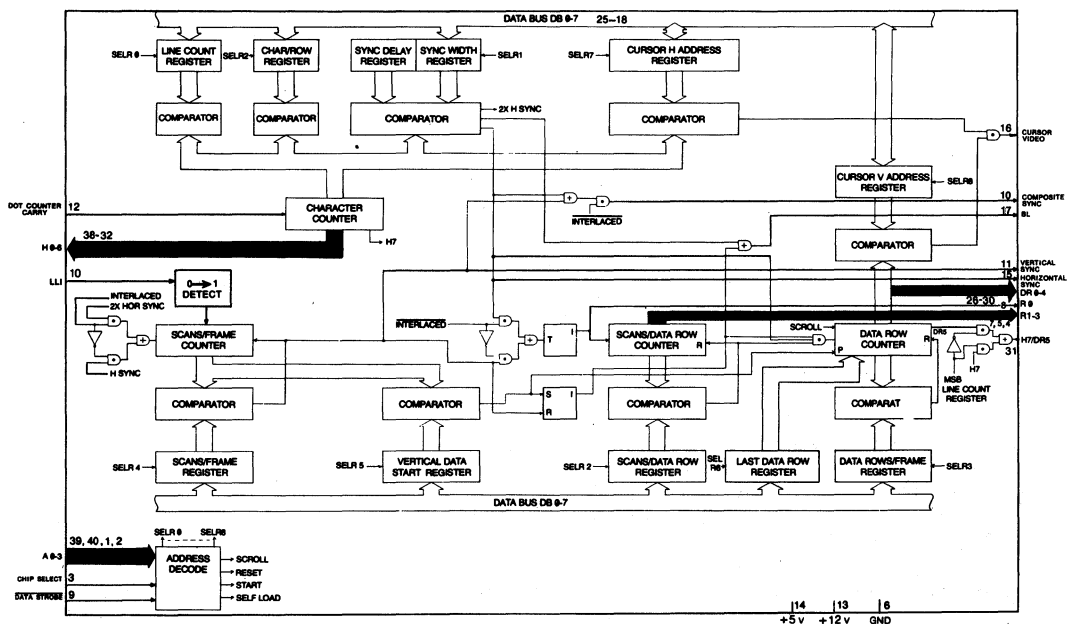 DATA BUS DB 0-7 25-18
SELR 0
LINE COUNT
REGISTER
SELR2
CHAR/ROW
REGISTER
SYNC DELAY
REGISTER
SYNC WIDTH
REGISTER
SELR1
SELR7
CURSOR H ADDRESS
REGISTER
2X H SYNC
COMPARATOR
COMPARATOR
COMPARATOR
COMPARATOR
16
CURSOR
VIDEO
CURSOR V ADDRESS
REGISTER
SELR8
DOT COUNTER
CARRY
12
CHARACTER
COUNTER
INTERLACED
10
COMPOSITE
SYNC
17
BL
H 0-6
38-32
H7
COMPARATOR
LLI
10
0→1
DETECT
11
VERTICAL
SYNC
15
HORIZONTAL
SYNC
DR 0-4
26-30
INTERLACED
2X HOR SYNC
8
R 0
R1-3
7, 5, 4
INTERLACED
SCROLL
SCANS/FRAME
COUNTER
T
I
SCANS/DATA ROW
COUNTER
R
P
DATA ROW
COUNTER
R
DR5
H7/DR5
31
H SYNC
H7
MSB
LINE COUNT
REGISTER
COMPARATOR
COMPARATOR
S
R
I
COMPARATOR
COMPARAT
SELR 4
SCANS/FRAME
REGISTER
SELR 5
VERTICAL DATA
START REGISTER
SELR 2
SCANS/DATA ROW
REGISTER
SEL
R6
LAST DATA ROW
REGISTER
DATA ROWS/FRAME
REGISTER
SELR3
DATA BUS DB 0-7
SELR 0
SELR8
A 0-3
39, 40, 1, 2
ADDRESS
DECODE
SCROLL
RESET
START
SELF LOAD
CHIP SELECT
3
DATA STROBE
9
14
13
6
+5 V
+12 V
GND